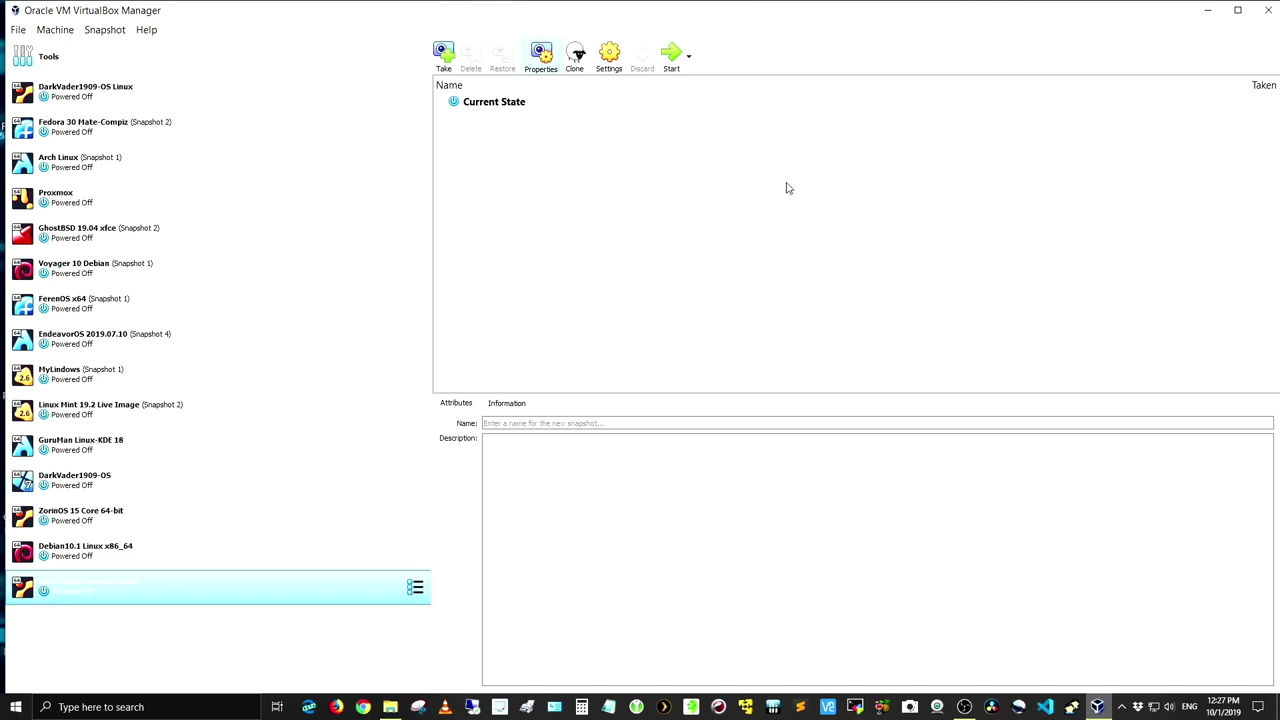 Oracle VM VirtualBox Manager
File Machine Snapshot Help
Tools
Take Delete Restore Properties Clone Settings Discard Start
Name Taken
Current State
DarkVader1909-OS Linux
Powered Off
Fedora 30 Mate-Compiz (Snapshot 2)
Powered Off
Arch Linux (Snapshot 1)
Powered Off
Proxmox
Powered Off
GhostBSD 19.04 xfce (Snapshot 2)
Powered Off
Voyager 10 Debian (Snapshot 1)
Powered Off
FerenOS x64 (Snapshot 1)
Powered Off
EndeavorOS 2019.07.10 (Snapshot 4)
Powered Off
MyLindows (Snapshot 1)
Powered Off
Linux Mint 19.2 Live Image (Snapshot 2)
Powered Off
GuruMan Linux-KDE 18
Powered Off
DarkVader1909-OS
Powered Off
ZorinOS 15 Core 64-bit
Powered Off
Debian10.1 Linux x86_64
Powered Off
Attributes Information
Name: Enter a name for the new snapshot...
Description:
Type here to search
ENG
12:27 PM
10/1/2019